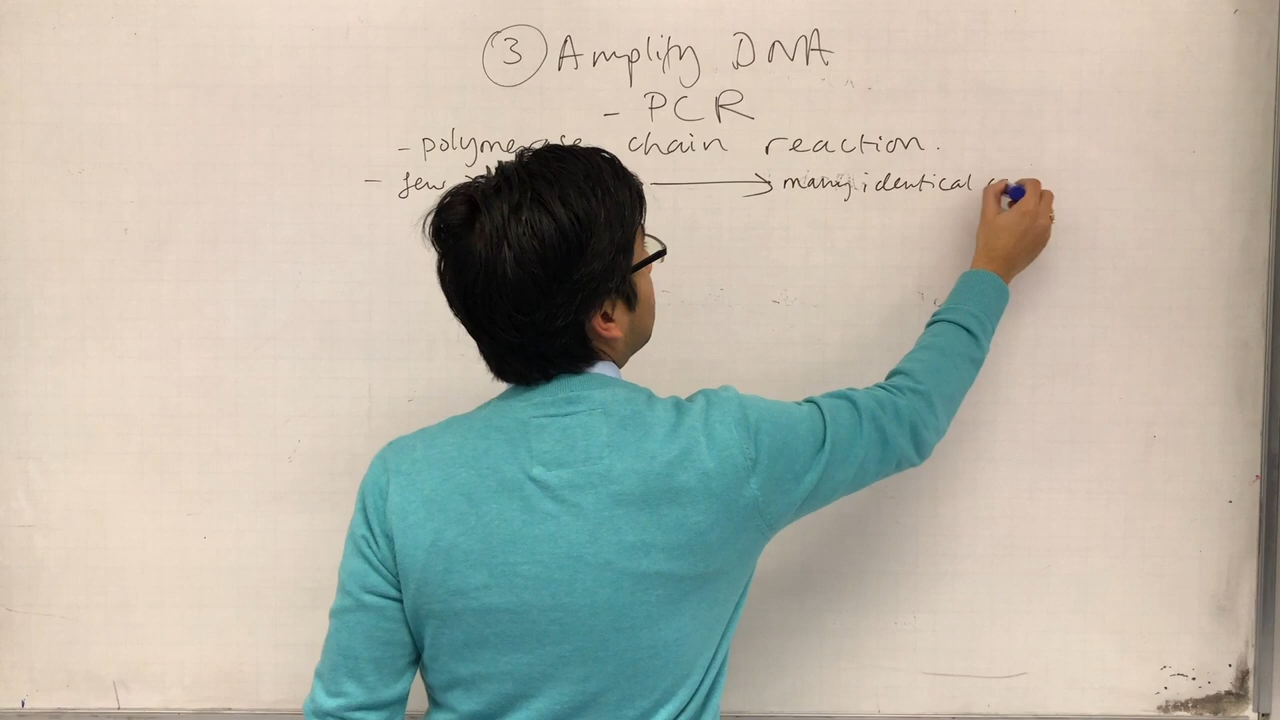 ③ Amplify DNA
- PCR
- polymerase chain reaction.
- few → many identical